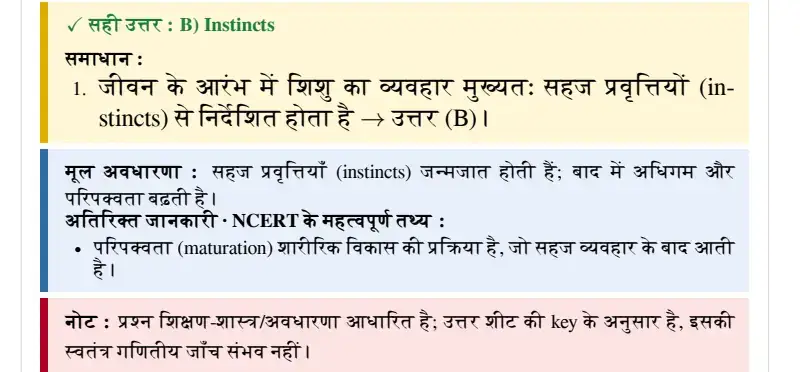 ✓ सही उत्तर : B) Instincts
समाधान :
1. जीवन के आरंभ में शिशु का व्यवहार मुख्यतः सहज प्रवृत्तियों (in-
stincts) से निर्देशित होता है → उत्तर (B)।
मूल अवधारणा : सहज प्रवृत्तियाँ (instincts) जन्मजात होती हैं; बाद में अधिगम और
परिपक्वता बढ़ती है।
अतिरिक्त जानकारी · NCERT के महत्वपूर्ण तथ्य :
• परिपक्वता (maturation) शारीरिक विकास की प्रक्रिया है, जो सहज व्यवहार के बाद आती
है।
नोट : प्रश्न शिक्षण-शास्त्र/अवधारणा आधारित है; उत्तर शीट की key के अनुसार है, इसकी
स्वतंत्र गणितीय जाँच संभव नहीं।